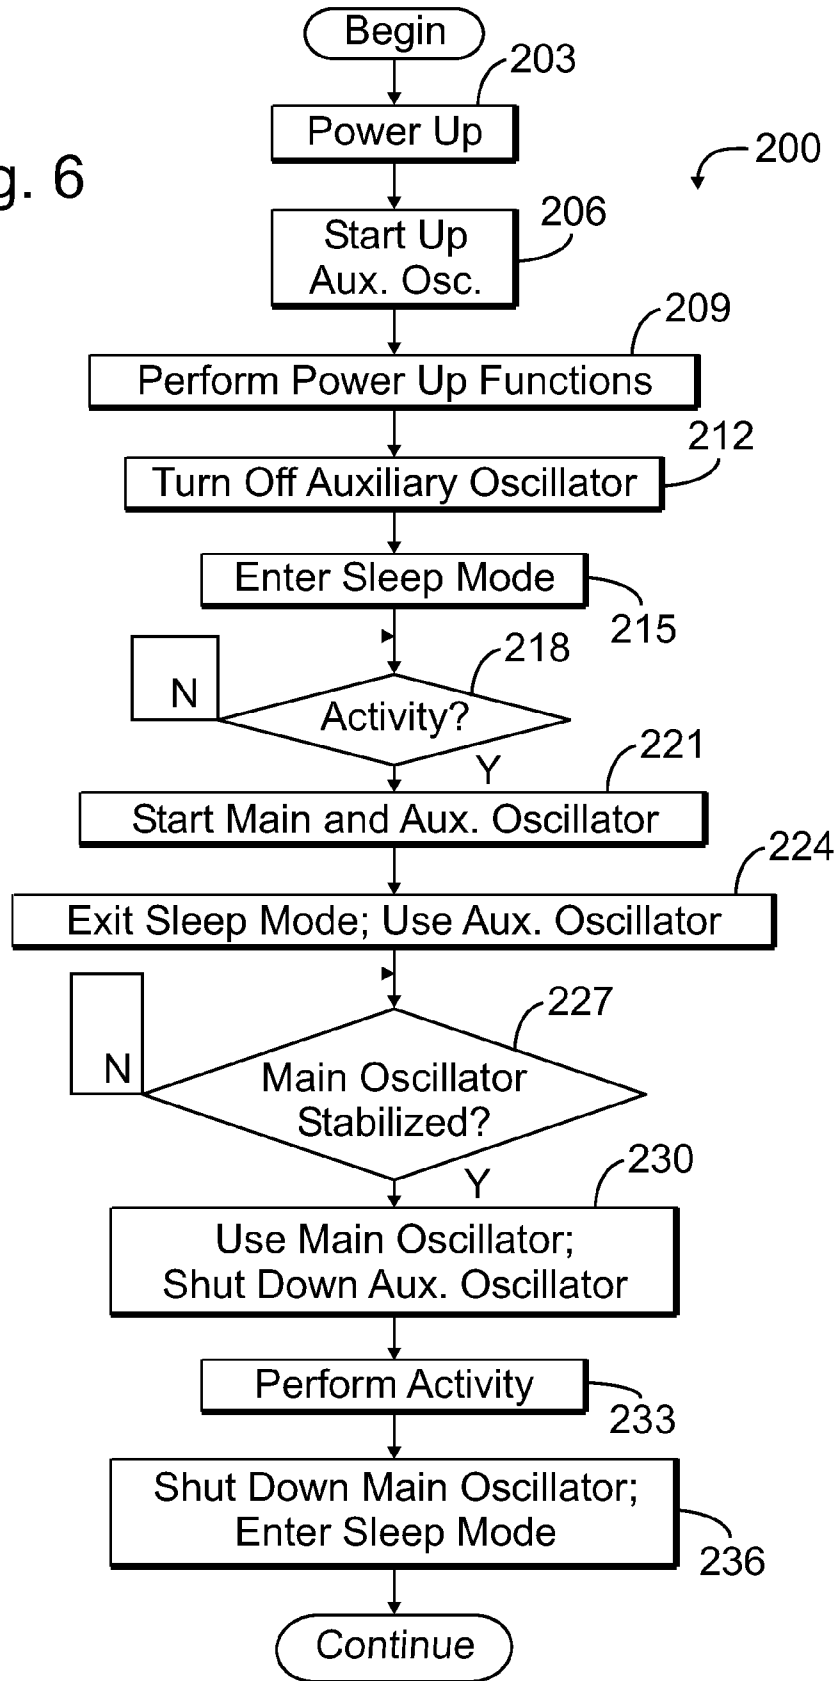 Begin
203
Power Up
200
g. 6
206
Start Up
Aux. Osc.
209
Perform Power Up Functions
212
Turn Off Auxiliary Oscillator
Enter Sleep Mode
215
218
N
Activity?
Y
221
Start Main and Aux. Oscillator
224
Exit Sleep Mode; Use Aux. Oscillator
227
N
Main Oscillator
Stabilized?
Y
230
Use Main Oscillator;
Shut Down Aux. Oscillator
Perform Activity
233
Shut Down Main Oscillator;
Enter Sleep Mode
236
Continue